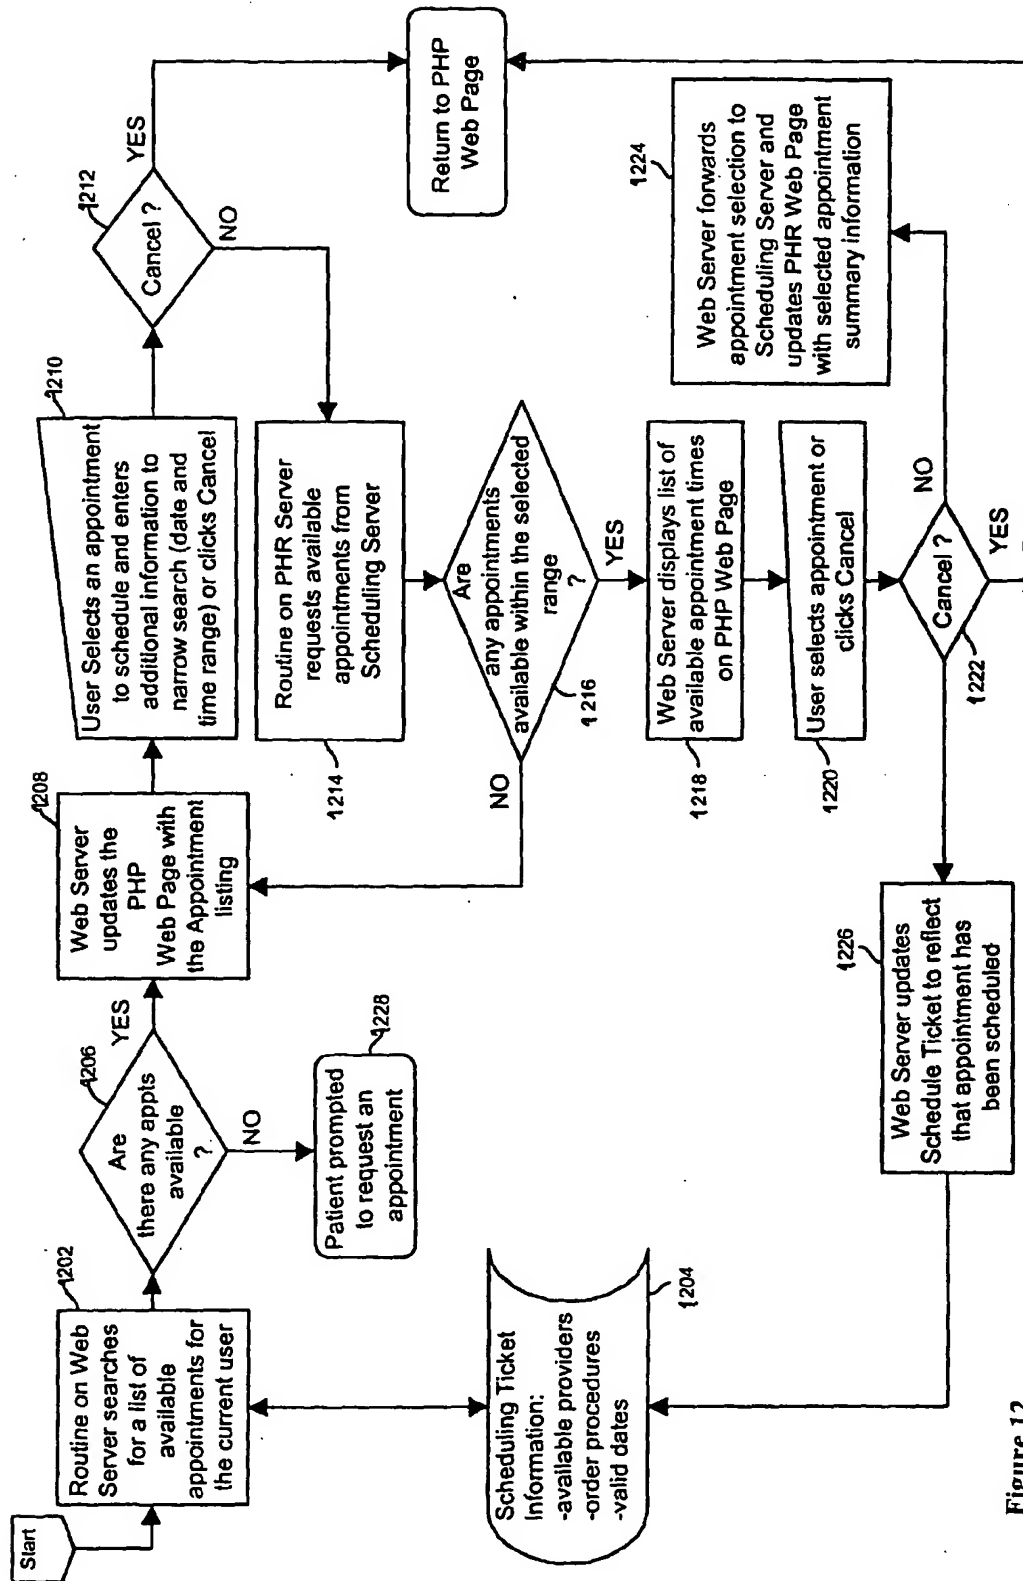 Start
1202
Routine on Web
Server searches
for a list of
available
appointments for
the current user
1206
Are
there any appts
available
?
YES
NO
1228
Patient prompted
to request an
appointment
1208
Web Server
updates the
PHP
Web Page with
the Appointment
listing
1210
User Selects an appointment
to schedule and enters
additional information to
narrow search (date and
time range) or clicks Cancel
1212
Cancel ?
YES
NO
Return to PHP
Web Page
1214
Routine on PHR Server
requests available
appointments from
Scheduling Server
Are
any appointments
available within the selected
range
?
1216
NO
YES
1218
Web Server displays list of
available appointment times
on PHP Web Page
1220
User selects appointment or
clicks Cancel
Cancel ?
1222
NO
YES
1224
Web Server forwards
appointment selection to
Scheduling Server and
updates PHR Web Page
with selected appointment
summary information
1226
Web Server updates
Schedule Ticket to reflect
that appointment has
been scheduled
1204
Scheduling Ticket
Information:
-available providers
-order procedures
-valid dates
Figure 12